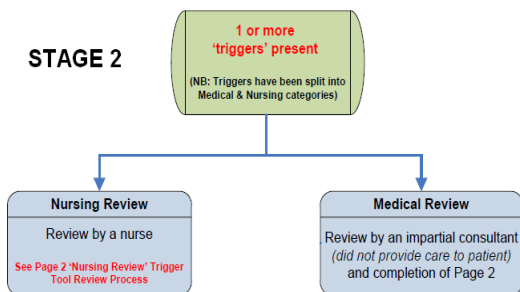 1 or more
'triggers' present
STAGE 2
(NB: Triggers have been split into
Medical & Nursing categories)
Nursing Review
Review by a nurse
See Page 2 'Nursing Review' Trigger
Tool Review Process
Medical Review
Review by an impartial consultant
(did not provide care to patient)
and completion of Page 2